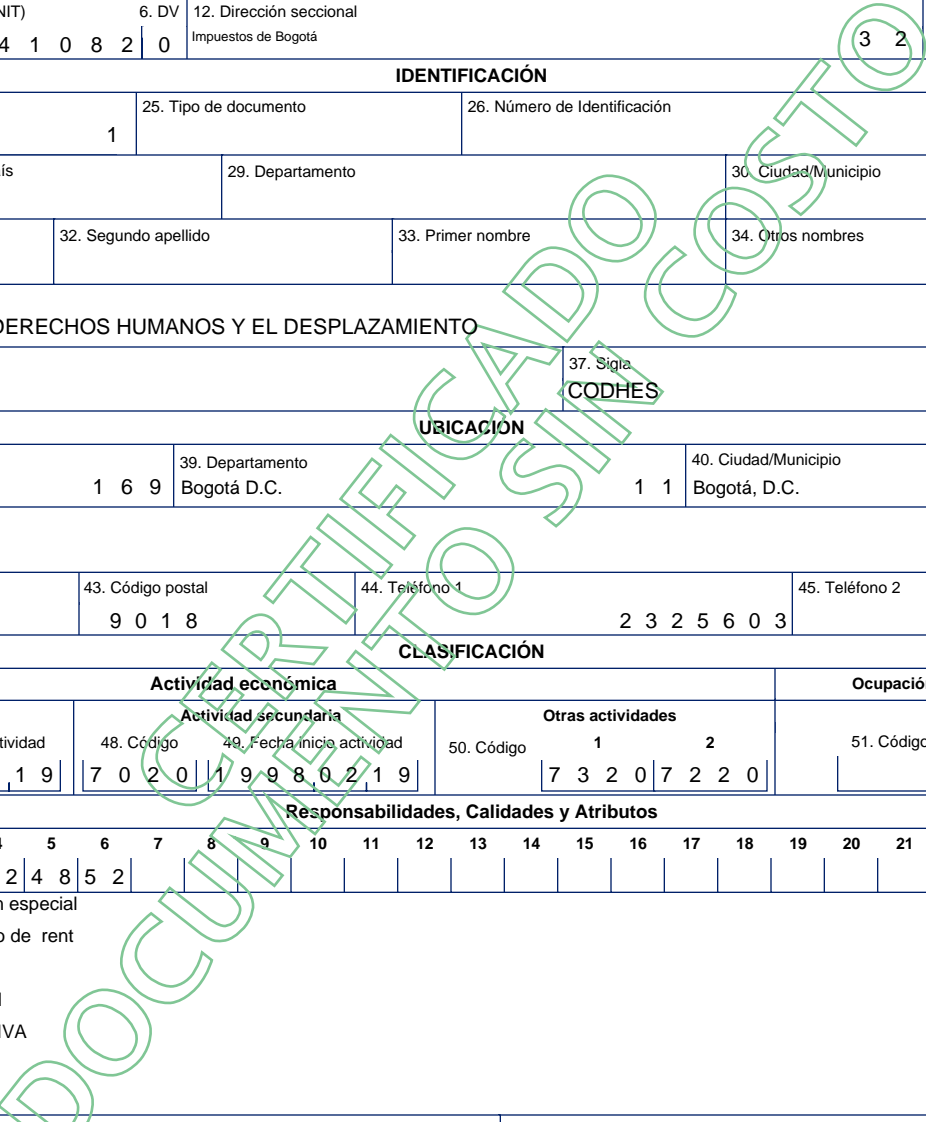 NIT) 6. DV 12. Dirección seccional
4 1 0 8 2 0 Impuestos de Bogotá 3 2
IDENTIFICACIÓN
25. Tipo de documento 26. Número de Identificación
1
ís 29. Departamento 30. Ciudad/Municipio
32. Segundo apellido 33. Primer nombre 34. Otros nombres
DERECHOS HUMANOS Y EL DESPLAZAMIENTO
37. Sigla
CODHES
UBICACIÓN
39. Departamento 40. Ciudad/Municipio
1 6 9 Bogotá D.C. 1 1 Bogotá, D.C.
43. Código postal 44. Teléfono 1 45. Teléfono 2
9 0 1 8 2 3 2 5 6 0 3
CLASIFICACIÓN
Actividad económica Ocupación
Actividad secundaria Otras actividades
tividad 48. Código 49. Fecha inicio actividad 50. Código 1 2 51. Código
1 9 7 0 2 0 1 9 9 8 0 2 1 9 7 3 2 0 7 2 2 0
Responsabilidades, Calidades y Atributos
4 5 6 7 8 9 10 11 12 13 14 15 16 17 18 19 20 21
2 4 8 5 2
n especial
o de rent
IVA
CERTIFICADO
DOCUMENTO SIN COSTO